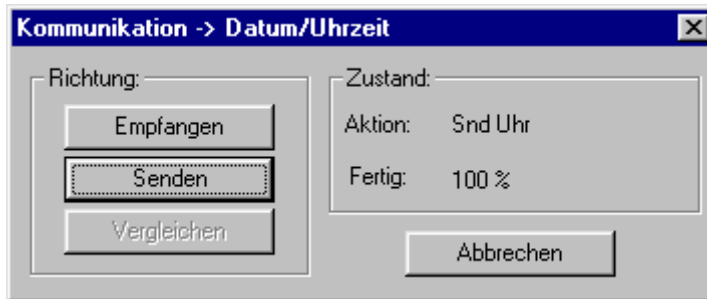 Kommunikation -> Datum/Uhrzeit
Richtung:
Empfangen
Senden
Vergleichen
Zustand:
Aktion: Snd Uhr
Fertig: 100 %
Abbrechen